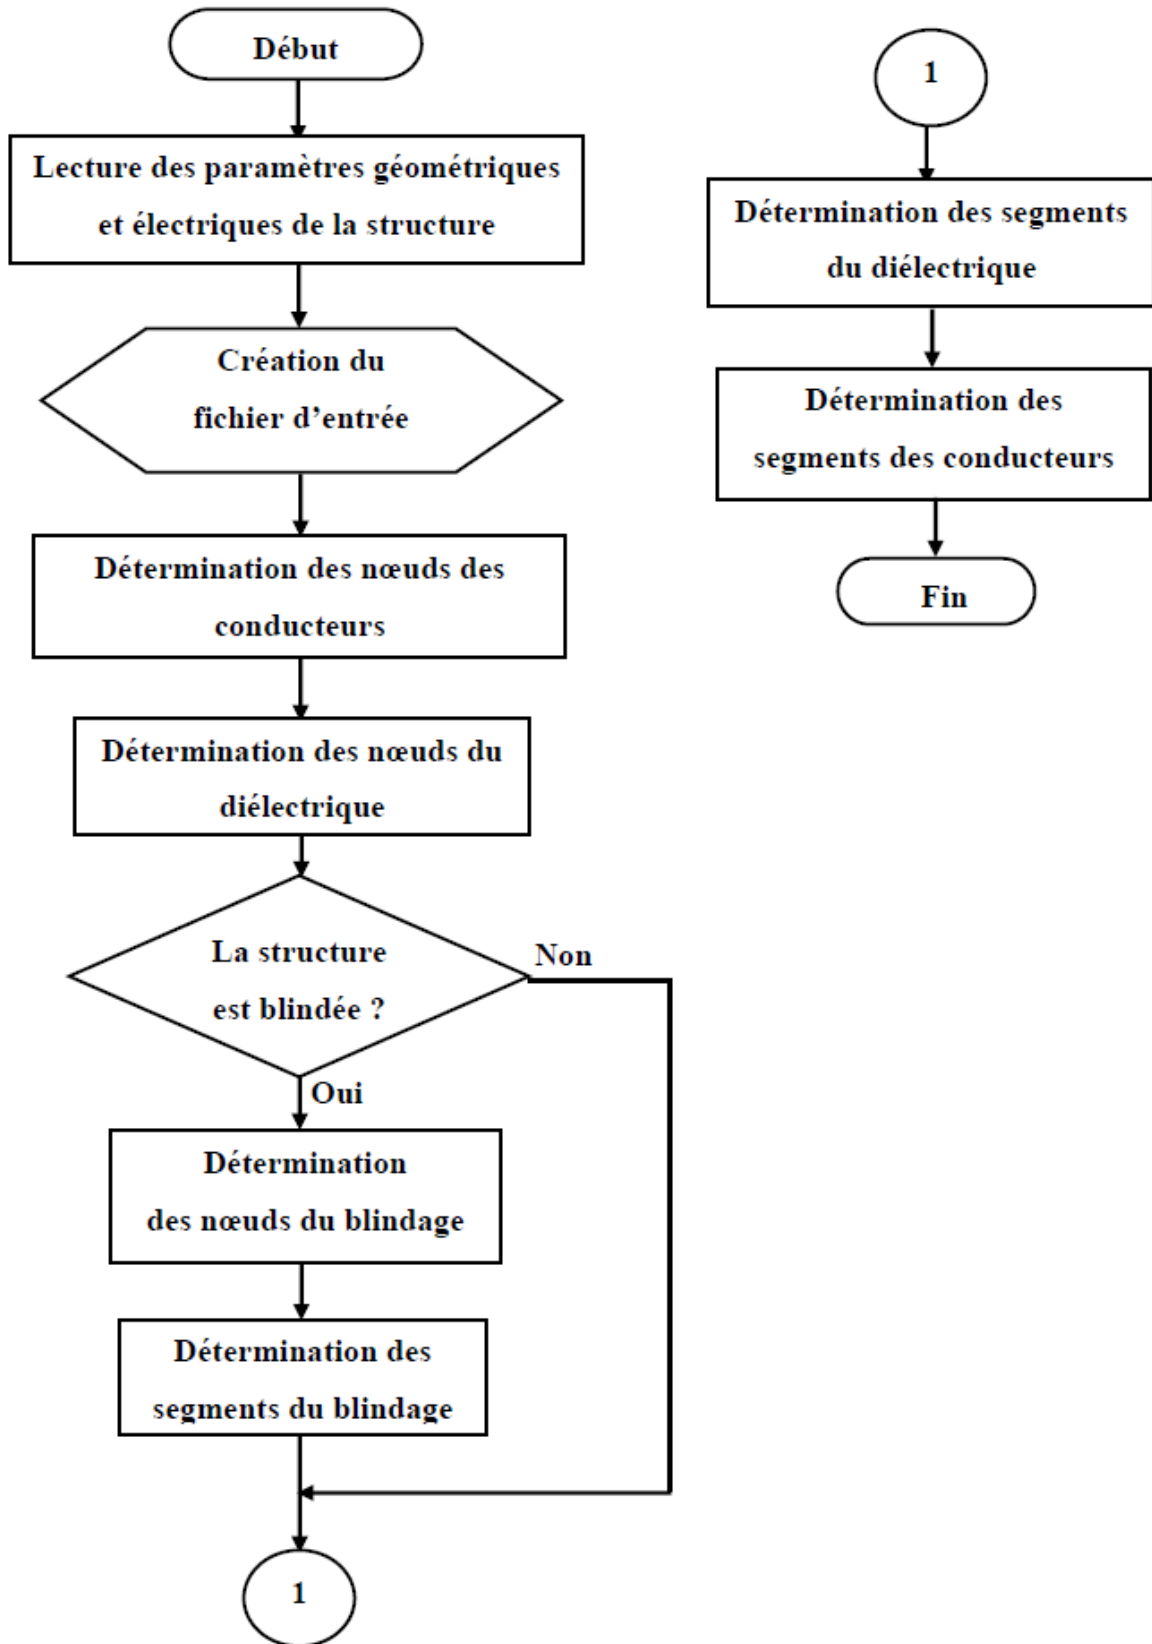 Début
Lecture des paramètres géométriques
et électriques de la structure
Création du
fichier d’entrée
Détermination des nœuds des
conducteurs
Détermination des nœuds du
diélectrique
La structure
est blindée ?
Non
Oui
Détermination
des nœuds du blindage
Détermination des
segments du blindage
1
1
Détermination des segments
du diélectrique
Détermination des
segments des conducteurs
Fin